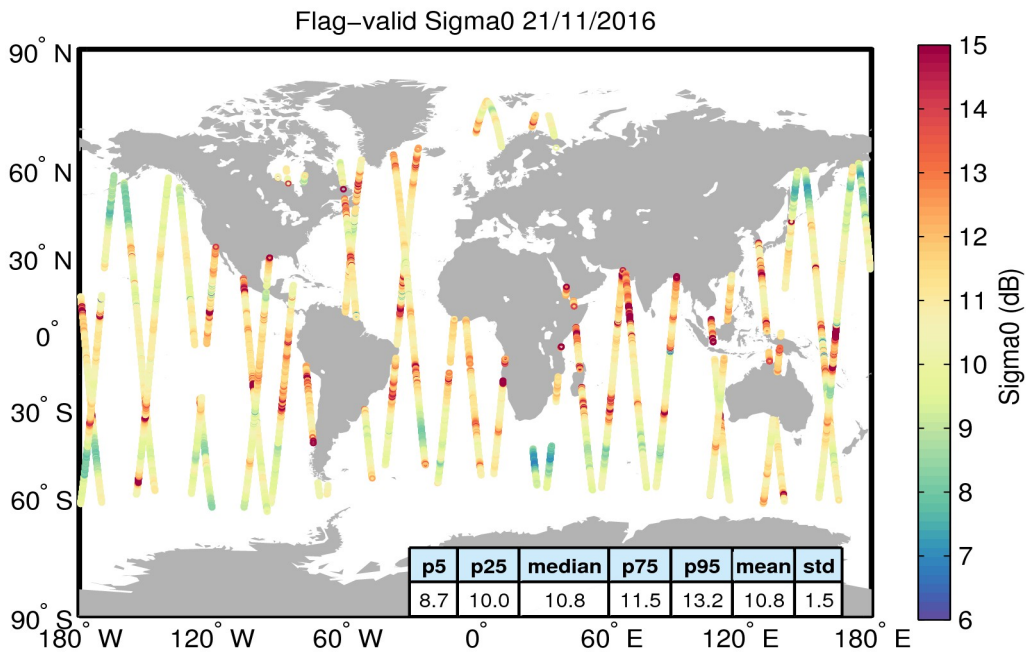 Flag−valid Sigma0 21/11/2016
90° N
60° N
30° N
0°
30° S
60° S
90° S
180° W
120° W
60° W
0°
60° E
120° E
180° E
p5 p25 median p75 p95 mean std
8.7 10.0 10.8 11.5 13.2 10.8 1.5
15
14
13
12
11
10
9
8
7
6
Sigma0 (dB)